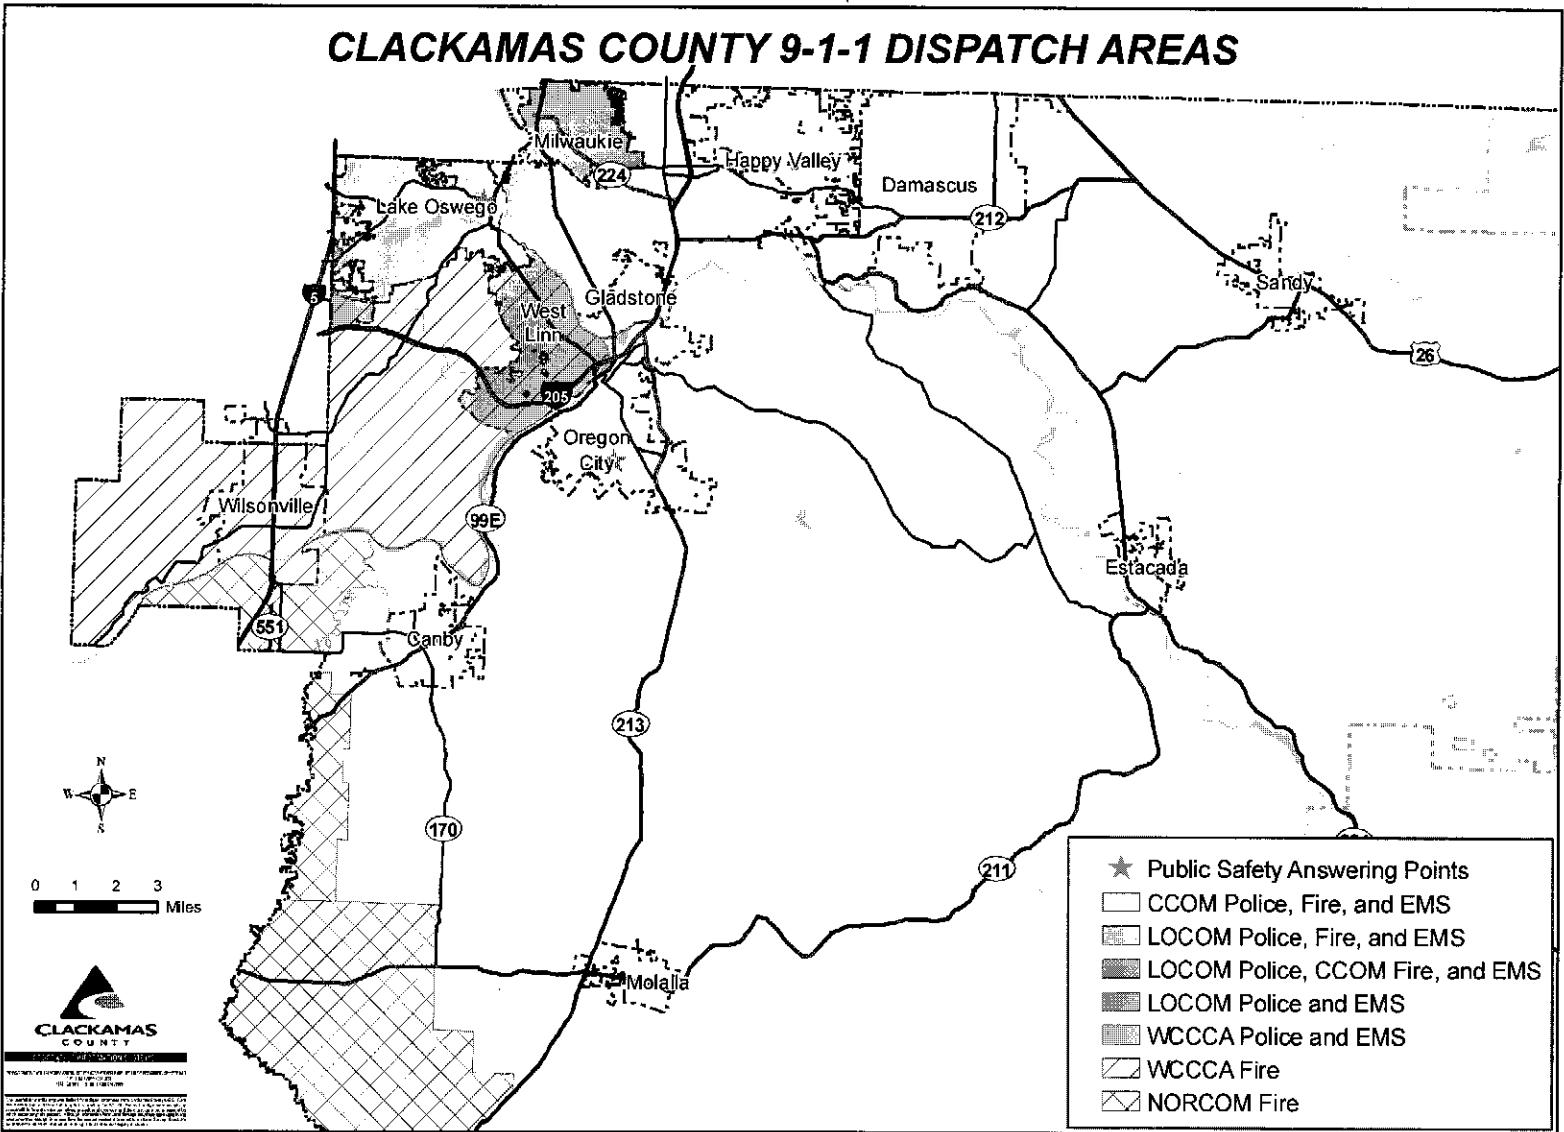 CLACKAMAS COUNTY 9-1-1 DISPATCH AREAS
Milwaukie
224
Happy Valley
Damascus
Lake Oswego
212
Sandy
5
Gladstone
West
Linn
26
205
Oregon
City
Wilsonville
99E
Estacada
551
Canby
213
N
W E
S
170
211
0 1 2 3
Miles
Molalla
CLACKAMAS
COUNTY
Public Safety Answering Points
CCOM Police, Fire, and EMS
LOCOM Police, Fire, and EMS
LOCOM Police, CCOM Fire, and EMS
LOCOM Police and EMS
WCCCA Police and EMS
WCCCA Fire
NORCOM Fire